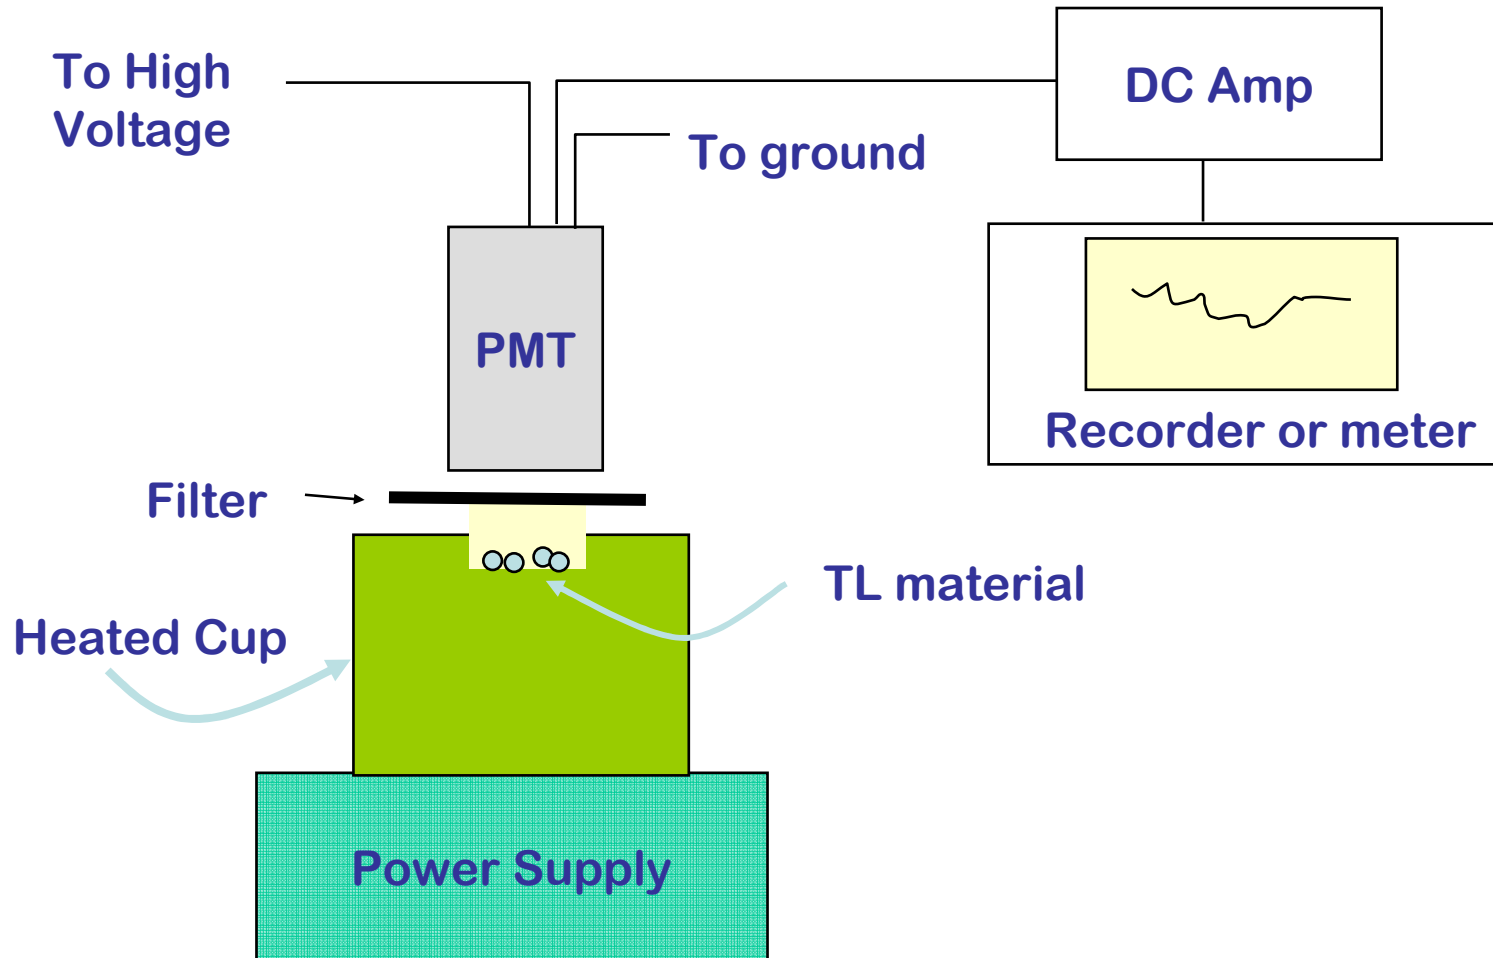 To High
Voltage
DC Amp
To ground
PMT
Recorder or meter
Filter
TL material
Heated Cup
Power Supply